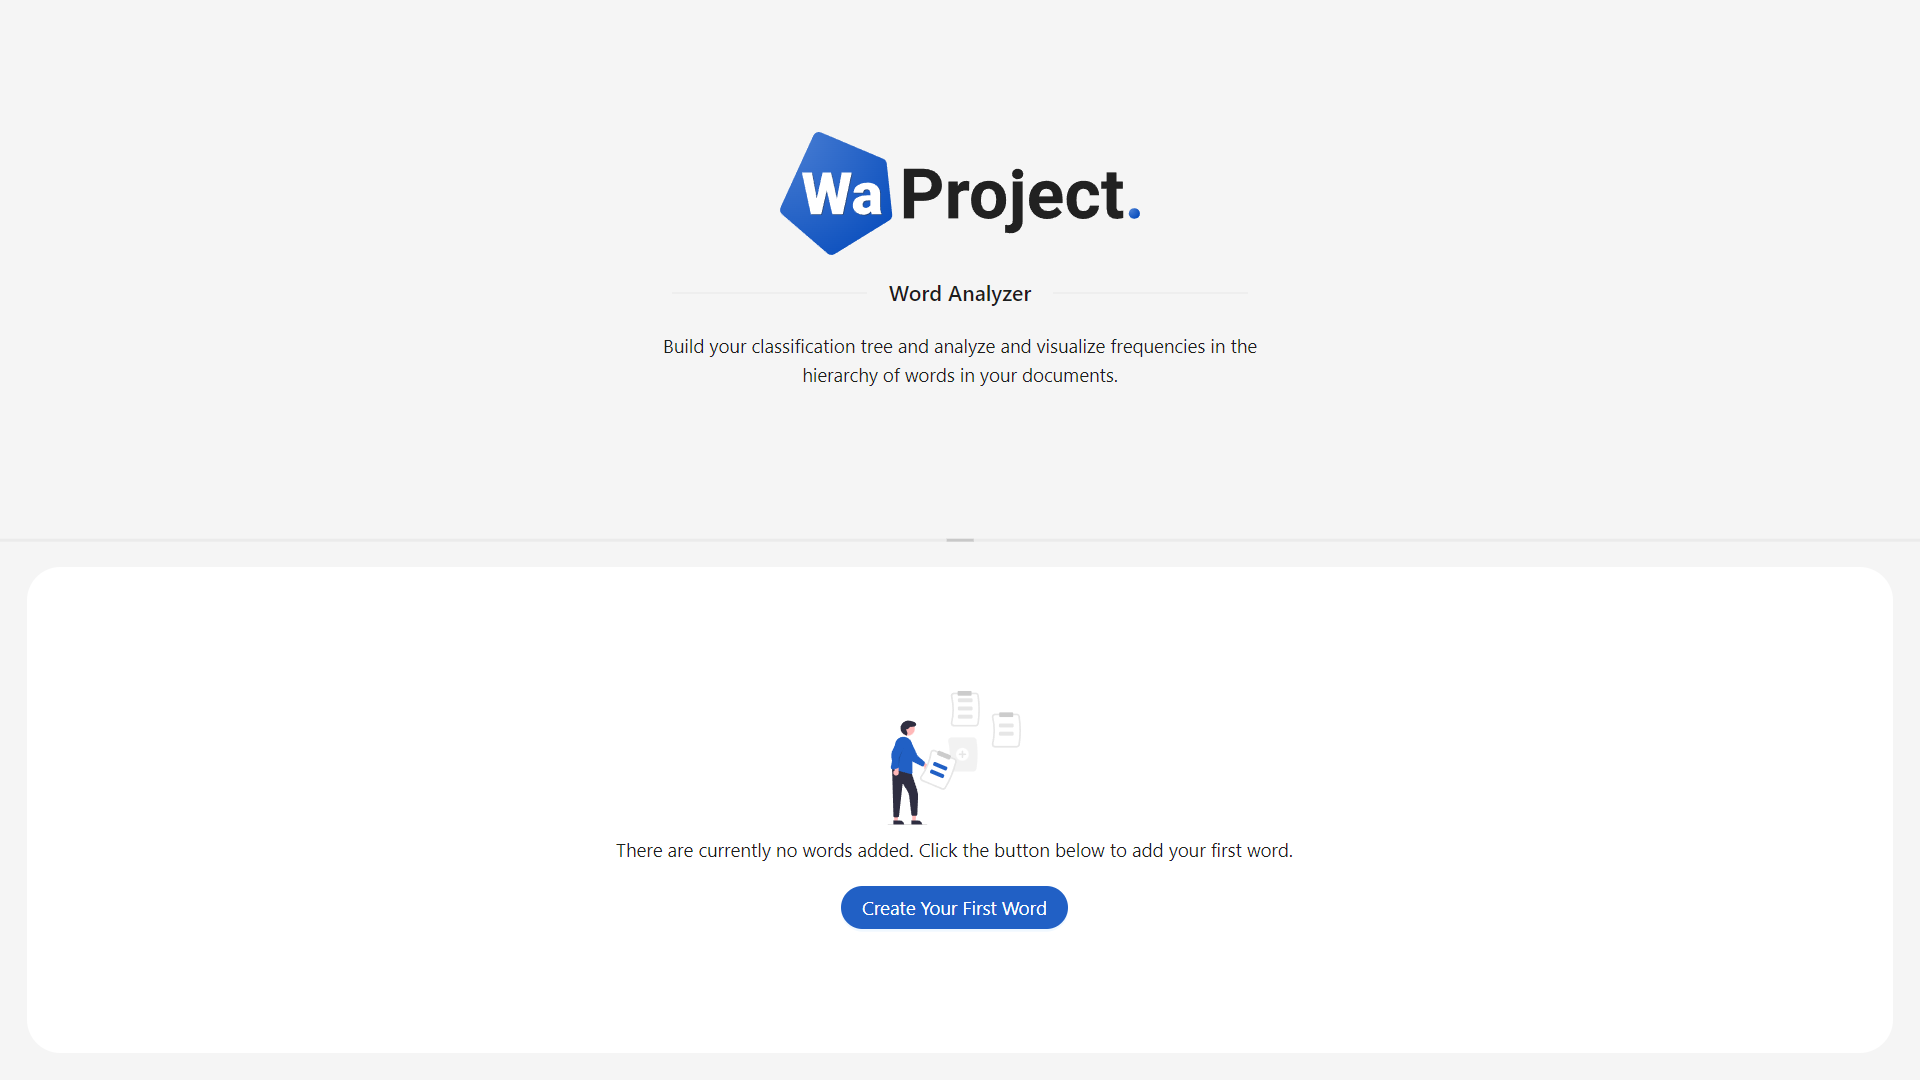 Wa Project.
Word Analyzer
Build your classification tree and analyze and visualize frequencies in the
hierarchy of words in your documents.
There are currently no words added. Click the button below to add your first word.
Create Your First Word